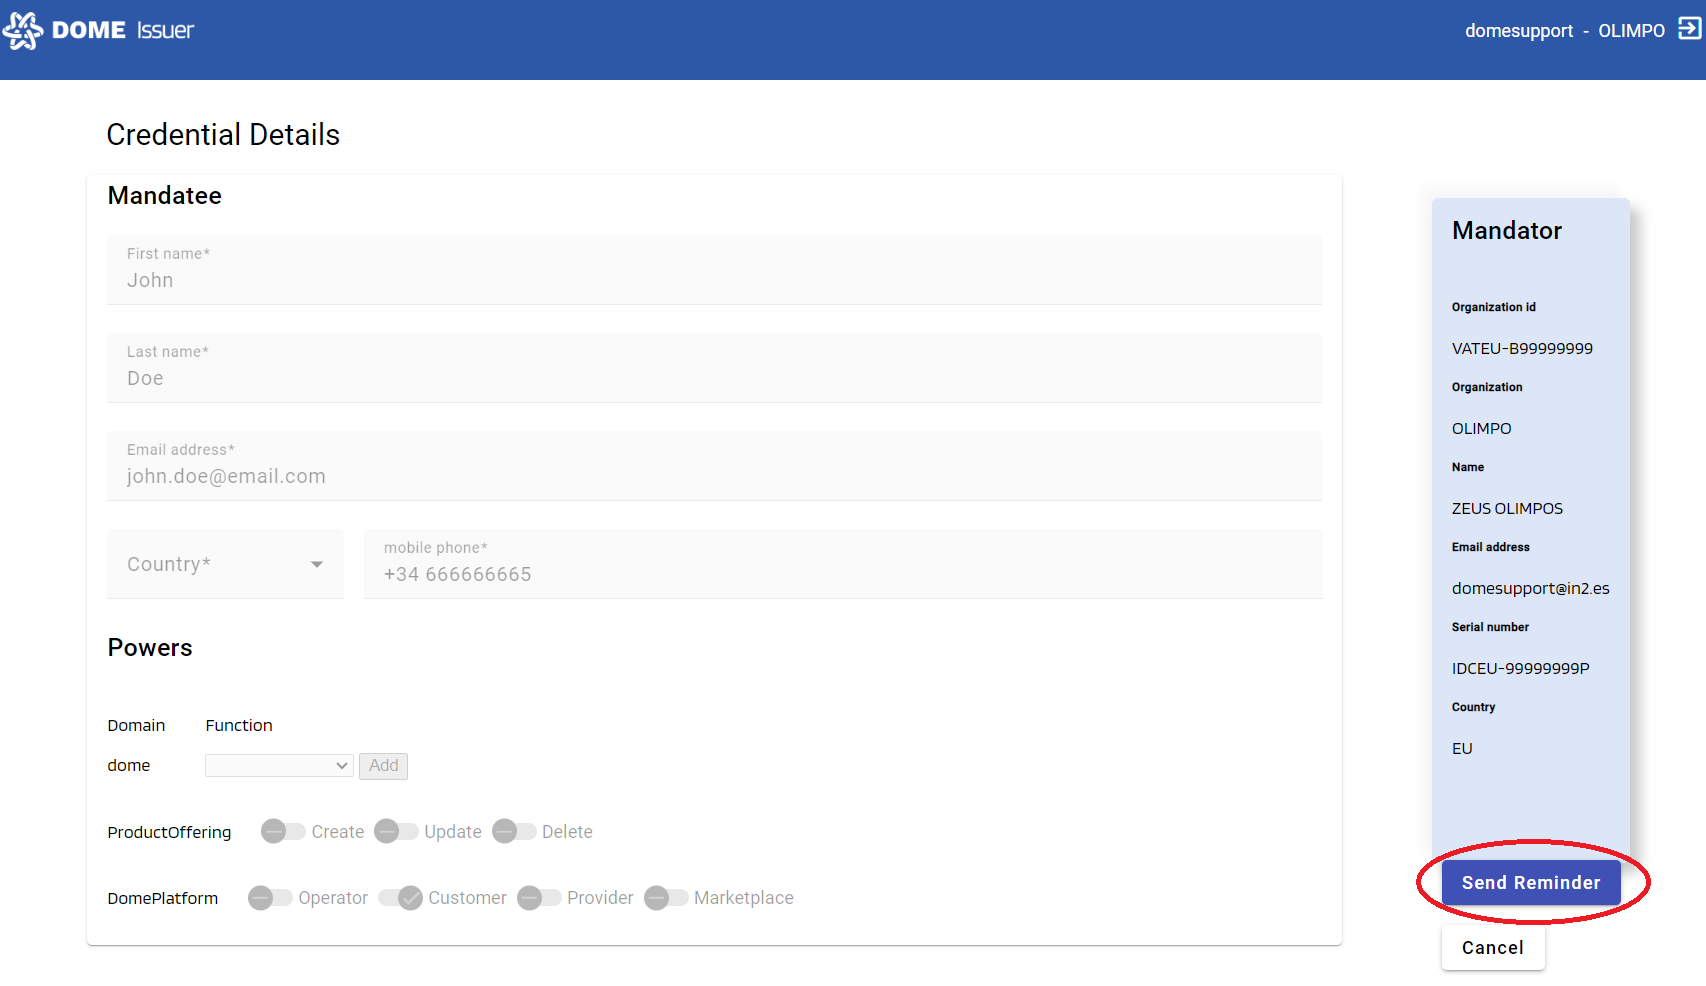 DOME Issuer
domesupport - OLIMPO
Credential Details
Mandatee
First name*
John
Last name*
Doe
Email address*
john.doe@email.com
Country*
mobile phone*
+34 666666665
Powers
Domain Function
dome Add
ProductOffering Create Update Delete
DomePlatform Operator Customer Provider Marketplace
Mandator
Organization id
VATEU-B99999999
Organization
OLIMPO
Name
ZEUS OLIMPOS
Email address
domesupport@in2.es
Serial number
IDCEU-99999999P
Country
EU
Send Reminder
Cancel